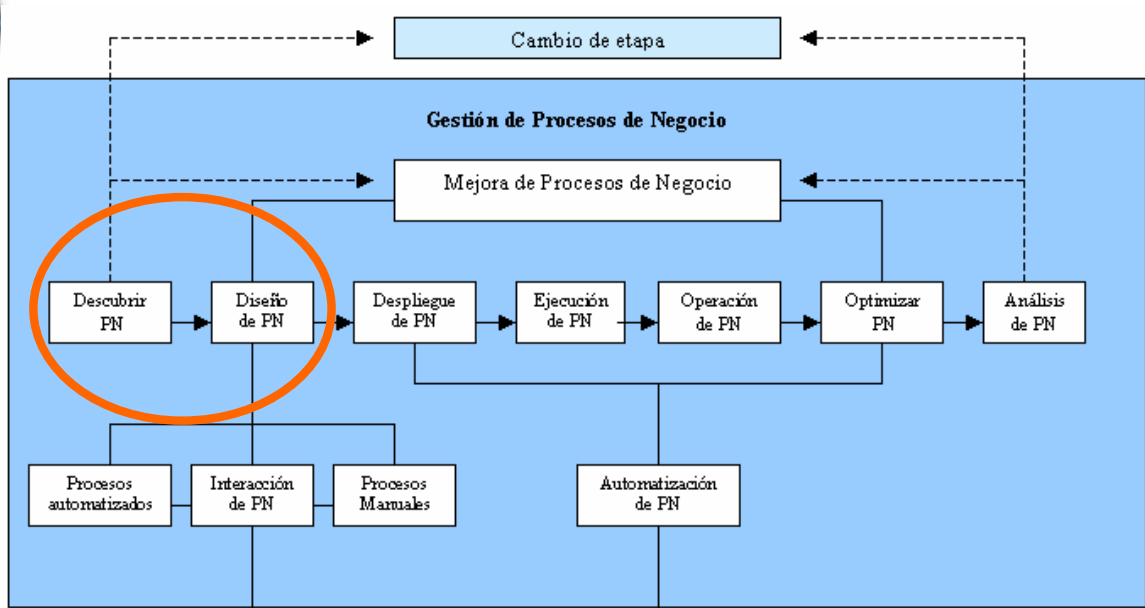 Cambio de etapa
Gestión de Procesos de Negocio
Mejora de Procesos de Negocio
Descubrir
PN
Diseño
de PN
Despliegue
de PN
Ejecución
de PN
Operación
de PN
Optimizar
PN
Análisis
de PN
Procesos
automatizados
Interacción
de PN
Procesos
Manuales
Automatización
de PN